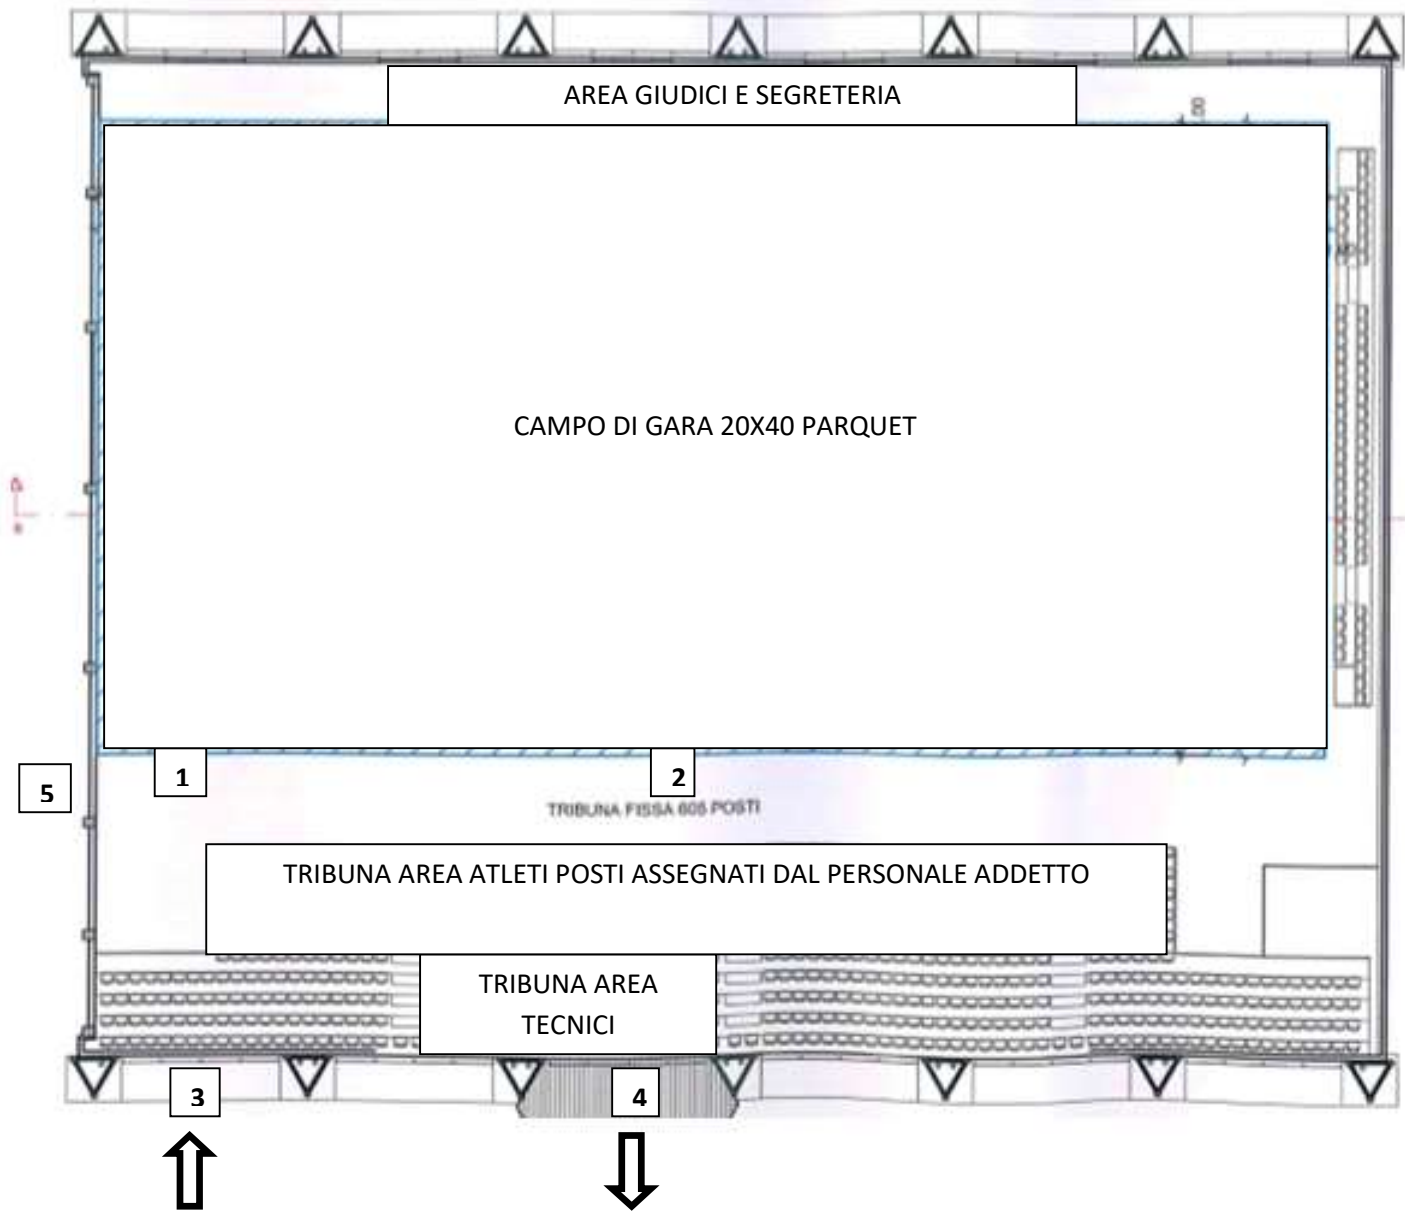 AREA GIUDICI E SEGRETERIA
.00
CAMPO DI GARA 20X40 PARQUET
1
2
5
TRIBUNA FISSA 605 POSTI
TRIBUNA AREA ATLETI POSTI ASSEGNATI DAL PERSONALE ADDETTO
TRIBUNA AREA
TECNICI
3
4